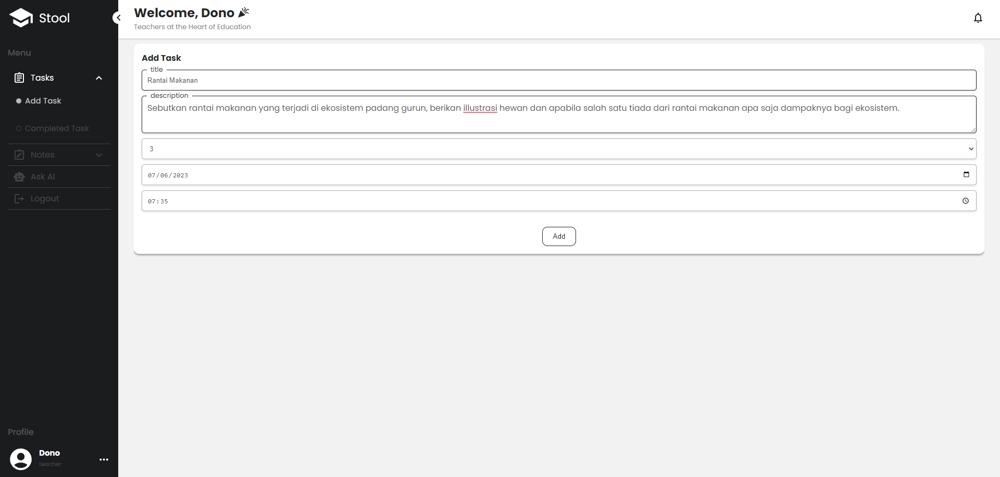 Stool
Menu
Tasks
Add Task
Completed Task
Notes
Ask AI
Logout
Profile
Dono
teacher
Welcome, Dono
Teachers at the Heart of Education
Add Task
title
Rantai Makanan
description
Sebutkan rantai makanan yang terjadi di ekosistem padang gurun, berikan illustrasi hewan dan apabila salah satu tiada dari rantai makanan apa saja dampaknya bagi ekosistem.
3
07/06/2023
07:35
Add